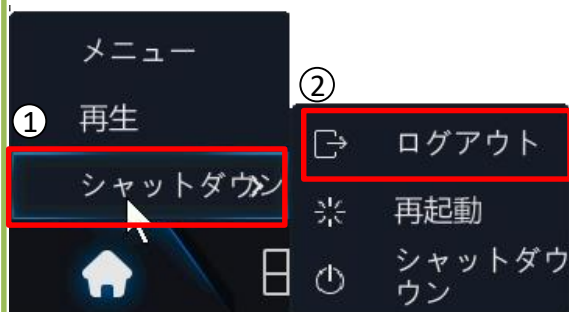 メニュー
① 再生
シャットダウン
②
ログアウト
再起動
シャットダウ
ウン